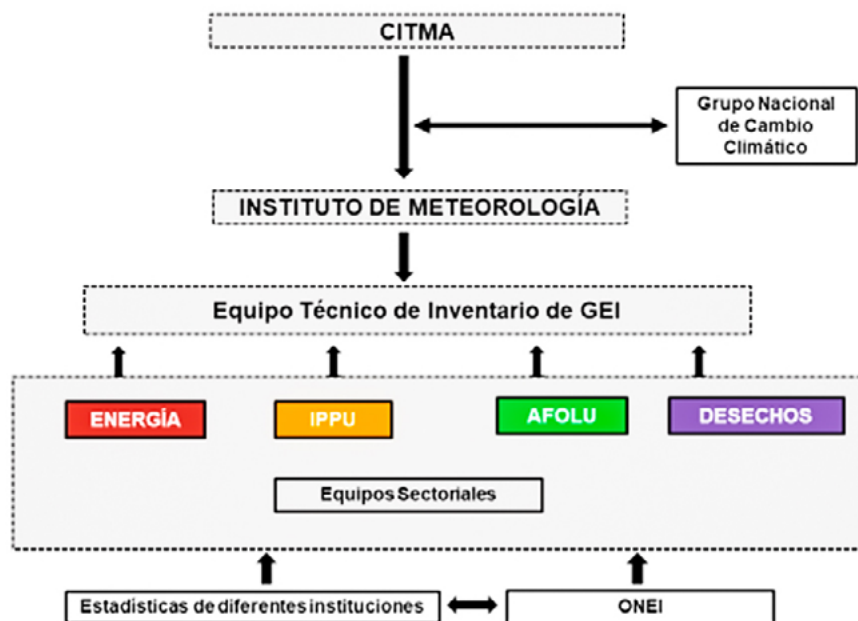 CITMA
Grupo Nacional
de Cambio
Climático
INSTITUTO DE METEOROLOGÍA
Equipo Técnico de Inventario de GEI
ENERGÍA
IPPU
AFOLU
DESECHOS
Equipos Sectoriales
Estadísticas de diferentes instituciones
ONEI